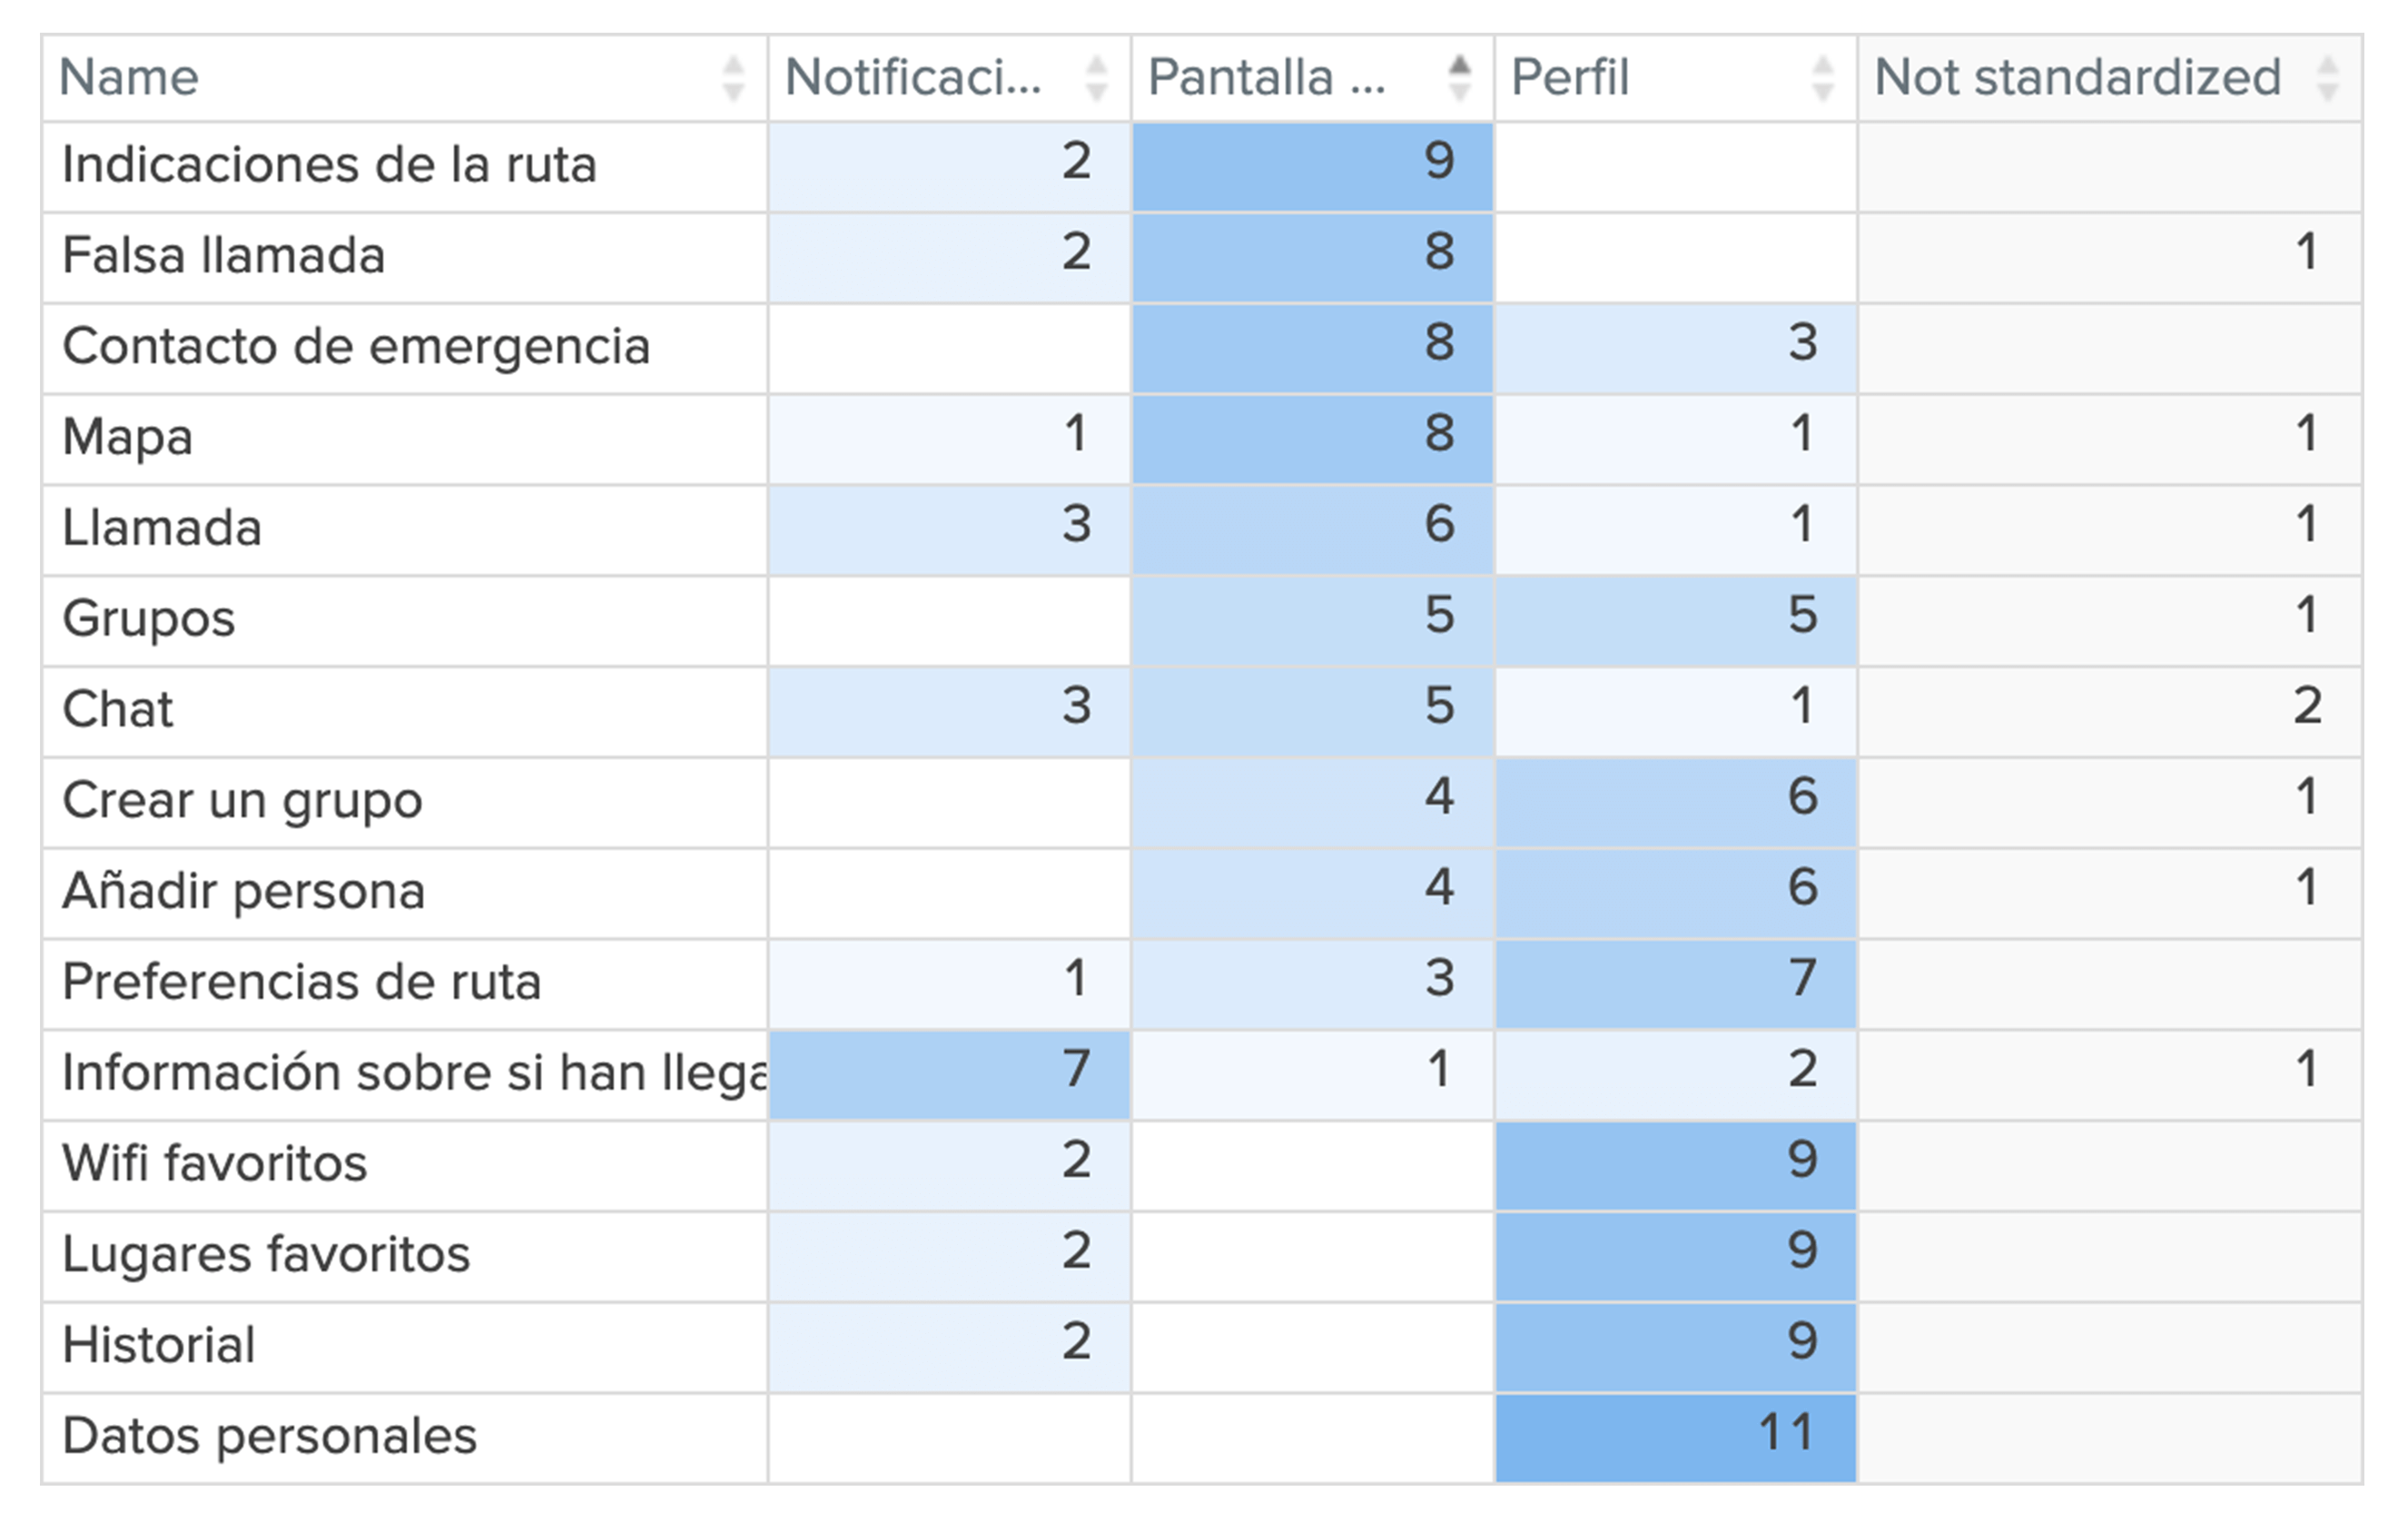 Name Notificaci... Pantalla ... Perfil Not standardized
Indicaciones de la ruta 2 9
Falsa llamada 2 8 1
Contacto de emergencia 8 3
Mapa 1 8 1 1
Llamada 3 6 1 1
Grupos 5 5 1
Chat 3 5 1 2
Crear un grupo 4 6 1
Añadir persona 4 6 1
Preferencias de ruta 1 3 7
Información sobre si han llega 7 1 2 1
Wifi favoritos 2 9
Lugares favoritos 2 9
Historial 2 9
Datos personales 11